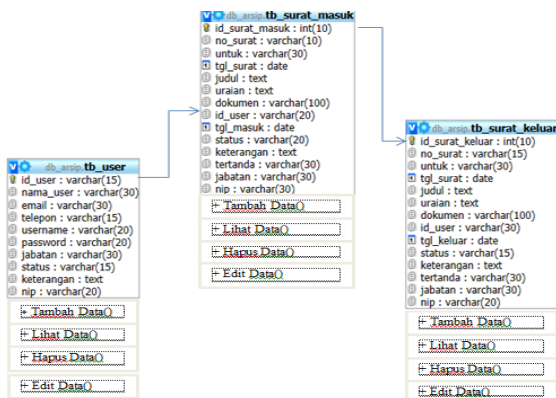 db_arsip.tb_surat_masuk
id_surat_masuk : int(10)
no_surat : varchar(10)
untuk : varchar(30)
tgl_surat : date
judul : text
uraian : text
dokumen : varchar(100)
id_user : varchar(20)
tgl_masuk : date
status : varchar(20)
keterangan : text
tertanda : varchar(30)
jabatan : varchar(30)
nip : varchar(30)
+ Tambah Data()
+ Lihat Data()
+ Hapus Data()
+ Edit Data()
db_arsip.tb_user
id_user : varchar(15)
nama_user : varchar(30)
email : varchar(30)
telepon : varchar(15)
username : varchar(20)
password : varchar(20)
jabatan : varchar(30)
status : varchar(15)
keterangan : text
nip : varchar(20)
+ Tambah Data()
+ Lihat Data()
+ Hapus Data()
+ Edit Data()
db_arsip.tb_surat_keluar
id_surat_keluar : int(10)
no_surat : varchar(15)
untuk : varchar(30)
tgl_surat : date
judul : text
uraian : text
dokumen : varchar(100)
id_user : varchar(30)
tgl_keluar : date
status : varchar(15)
keterangan : text
tertanda : varchar(30)
jabatan : varchar(30)
nip : varchar(20)
+ Tambah Data()
+ Lihat Data()
+ Hapus Data()
+ Edit Data()